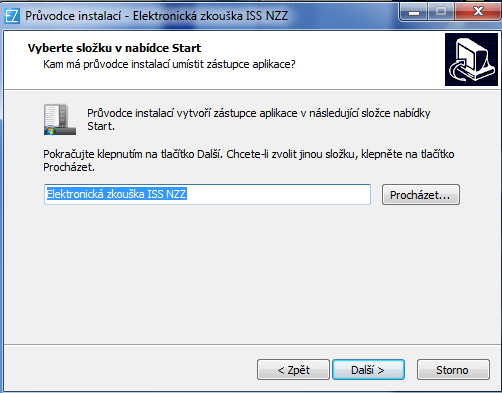 EZ Průvodce instalací - Elektronická zkouška ISS NZZ
Vyberte složku v nabídce Start
Kam má průvodce instalací umístit zástupce aplikace?
Průvodce instalací vytvoří zástupce aplikace v následující složce nabídky
Start.
Pokračujte klepnutím na tlačítko Další. Chcete-li zvolit jinou složku, klepněte na tlačítko
Procházet.
Elektronická zkouška ISS NZZ
Procházet...
< Zpět
Další >
Storno